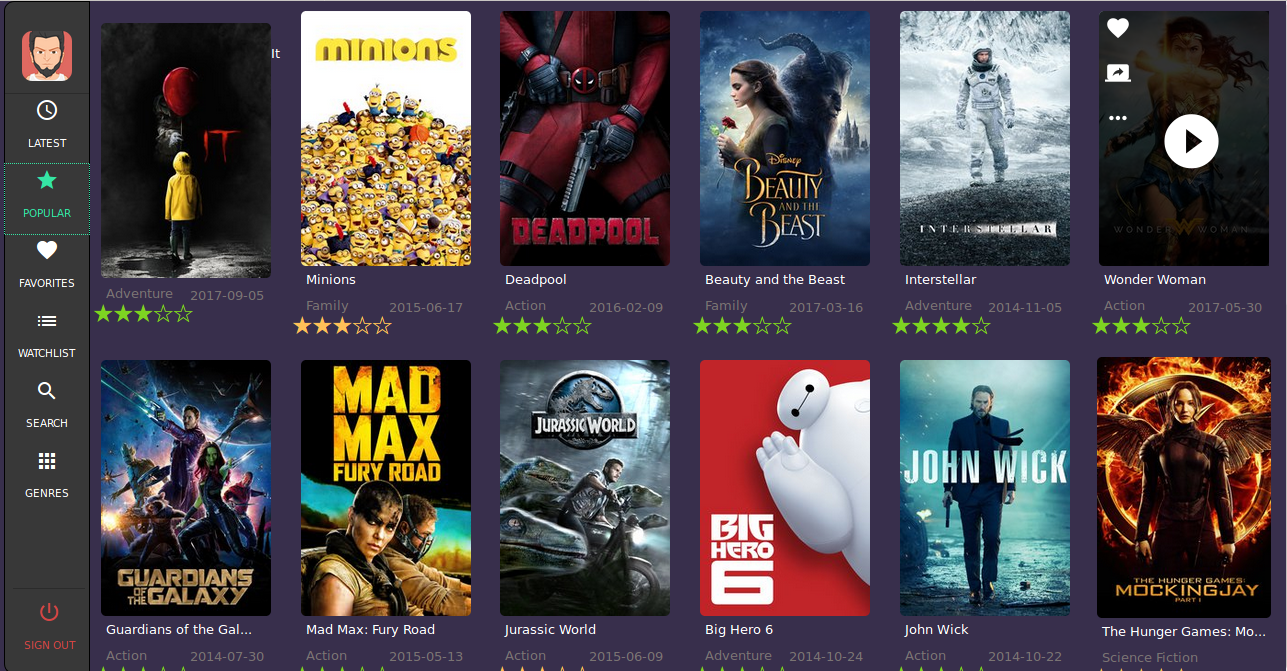 LATEST
POPULAR
FAVORITES
WATCHLIST
SEARCH
GENRES
SIGN OUT
IT
It
Adventure 2017-09-05
minions
Minions
Family 2015-06-17
DEADPOOL
Deadpool
Action 2016-02-09
Disney
BEAUTY
AND THE
BEAST
Beauty and the Beast
Family 2017-03-16
INTERSTELLAR
Interstellar
Adventure 2014-11-05
WONDER WOMAN
Wonder Woman
Action 2017-05-30
GUARDIANS
OF THE
GALAXY
Guardians of the Gal...
Action 2014-07-30
MAD
MAX
FURY ROAD
Mad Max: Fury Road
Action 2015-05-13
JURASSIC WORLD
Jurassic World
Action 2015-06-09
BIG
HERO
6
Big Hero 6
Adventure 2014-10-24
JOHN WICK
John Wick
Action 2014-10-22
THE HUNGER GAMES:
MOCKINGJAY
PART 1
The Hunger Games: Mo...
Science Fiction